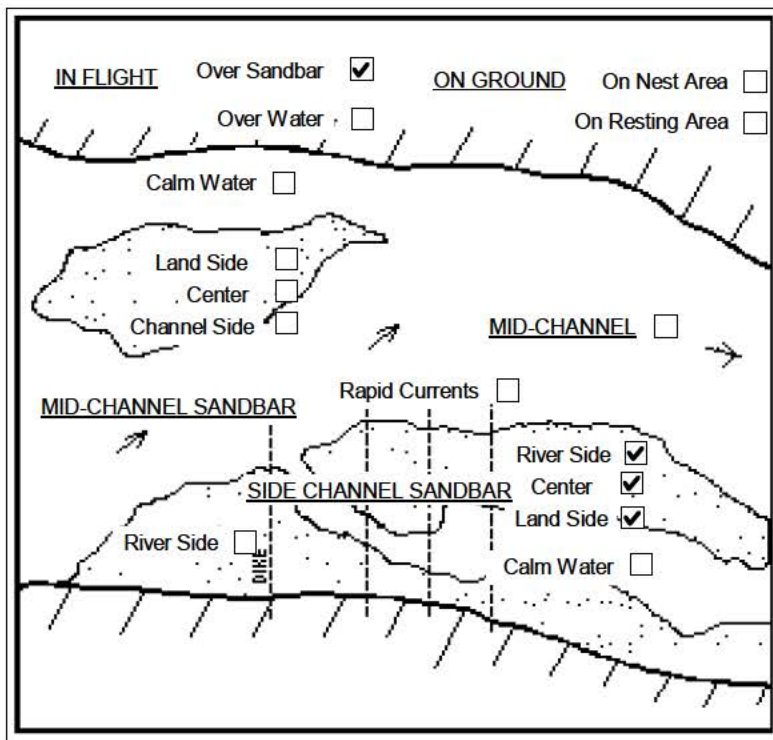 IN FLIGHT Over Sandbar ON GROUND On Nest Area
Over Water On Resting Area
Calm Water
Land Side
Center
Channel Side
MID-CHANNEL
Rapid Currents
MID-CHANNEL SANDBAR
River Side
SIDE CHANNEL SANDBAR Center
Land Side
River Side
DIKE
Calm Water